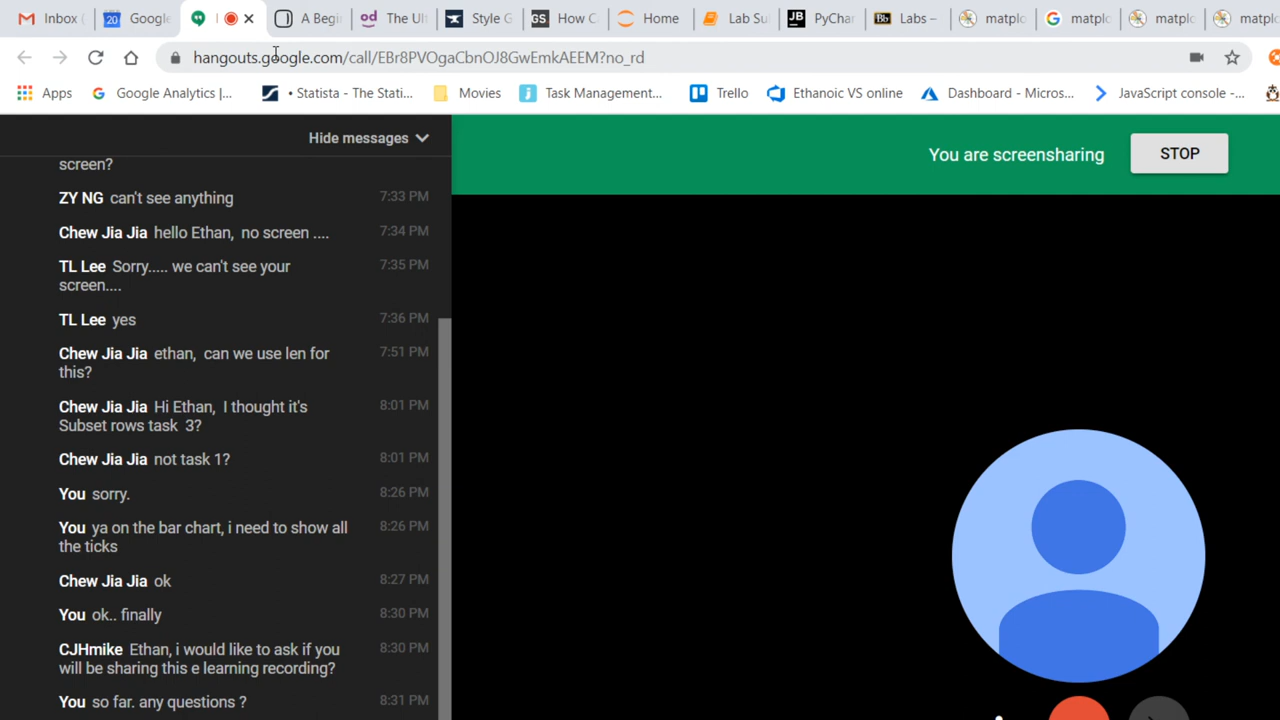 Inbox (
Google
A Begi
The Ul
Style G
How C
Home
Lab Su
PyChar
Labs –
matplo
matplo
matplo
matplo
hangouts.google.com/call/EBr8PVOgaCbnOJ8GwEmkAEEM?no_rd
Apps
Google Analytics |...
• Statista - The Stati...
Movies
Task Management...
Trello
Ethanoic VS online
Dashboard - Micros...
JavaScript console -...
Hide messages
You are screensharing
STOP
screen?
ZY NG can't see anything 7:33 PM
Chew Jia Jia hello Ethan, no screen .... 7:34 PM
TL Lee Sorry..... we can't see your 7:35 PM
screen....
TL Lee yes 7:36 PM
Chew Jia Jia ethan, can we use len for 7:51 PM
this?
Chew Jia Jia Hi Ethan, I thought it's 8:01 PM
Subset rows task 3?
Chew Jia Jia not task 1? 8:01 PM
You sorry. 8:26 PM
You ya on the bar chart, i need to show all 8:26 PM
the ticks
Chew Jia Jia ok 8:27 PM
You ok.. finally 8:30 PM
CJHmike Ethan, i would like to ask if you 8:30 PM
will be sharing this e learning recording?
You so far. any questions ? 8:31 PM